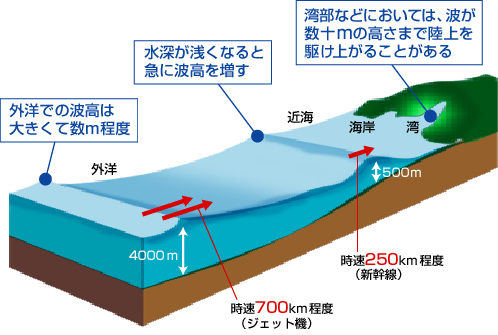 湾部などにおいては、波が
数十mの高さまで陸上を
駆け上がることがある
水深が浅くなると
急に波高を増す
外洋での波高は
大きくて数m程度
近海
海岸
湾
外洋
500m
4000m
時速250km程度
(新幹線)
時速700km程度
(ジェット機)